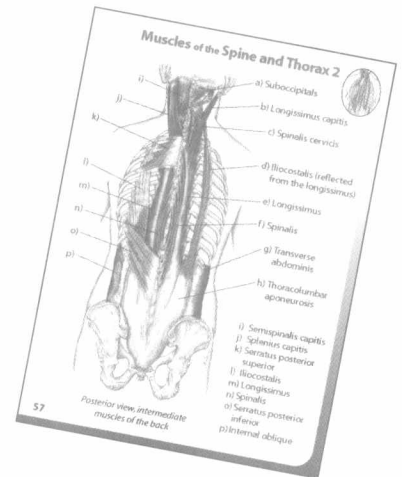 Muscles of the Spine and Thorax 2
a) Suboccipitals
b) Longissimus capitis
c) Spinalis cervicis
d) Iliocostalis (reflected
from the longissimus)
e) Longissimus
f) Spinalis
g) Transverse
abdominis
h) Thoracolumbar
aponeurosis
i)
j)
k)
l)
m)
n)
o)
p)
i) Semispinalis capitis
j) Splenius capitis
k) Serratus posterior
superior
l) Iliocostalis
m) Longissimus
n) Spinalis
o) Serratus posterior
inferior
p) Internal oblique
Posterior view, intermediate
muscles of the back
57